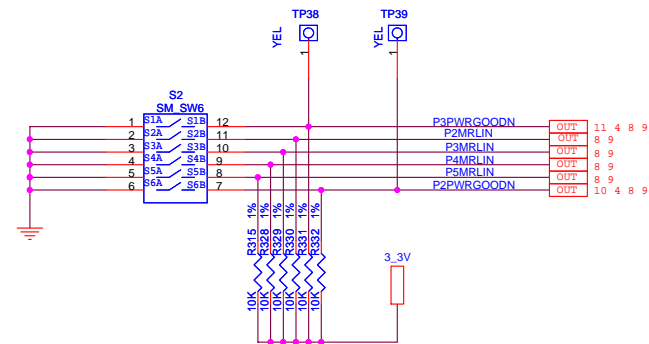 TP38 TP39
YEL YEL
1 1
S2
SM_SW6
1 S1A S1B 12 P3PWRGOODN OUT 11 4 8 9
2 S2A S2B 11 P2MRLIN OUT 8 9
3 S3A S3B 10 P3MRLIN OUT 8 9
4 S4A S4B 9 P4MRLIN OUT 8 9
5 S5A S5B 8 P5MRLIN OUT 8 9
6 S6A S6B 7 P2PWRGOODN OUT 10 4 8 9
1% 1% 1% 1% 1% 1%
R315 R328 R329 R330 R331 R332
3_3V
10K 10K 10K 10K 10K 10K